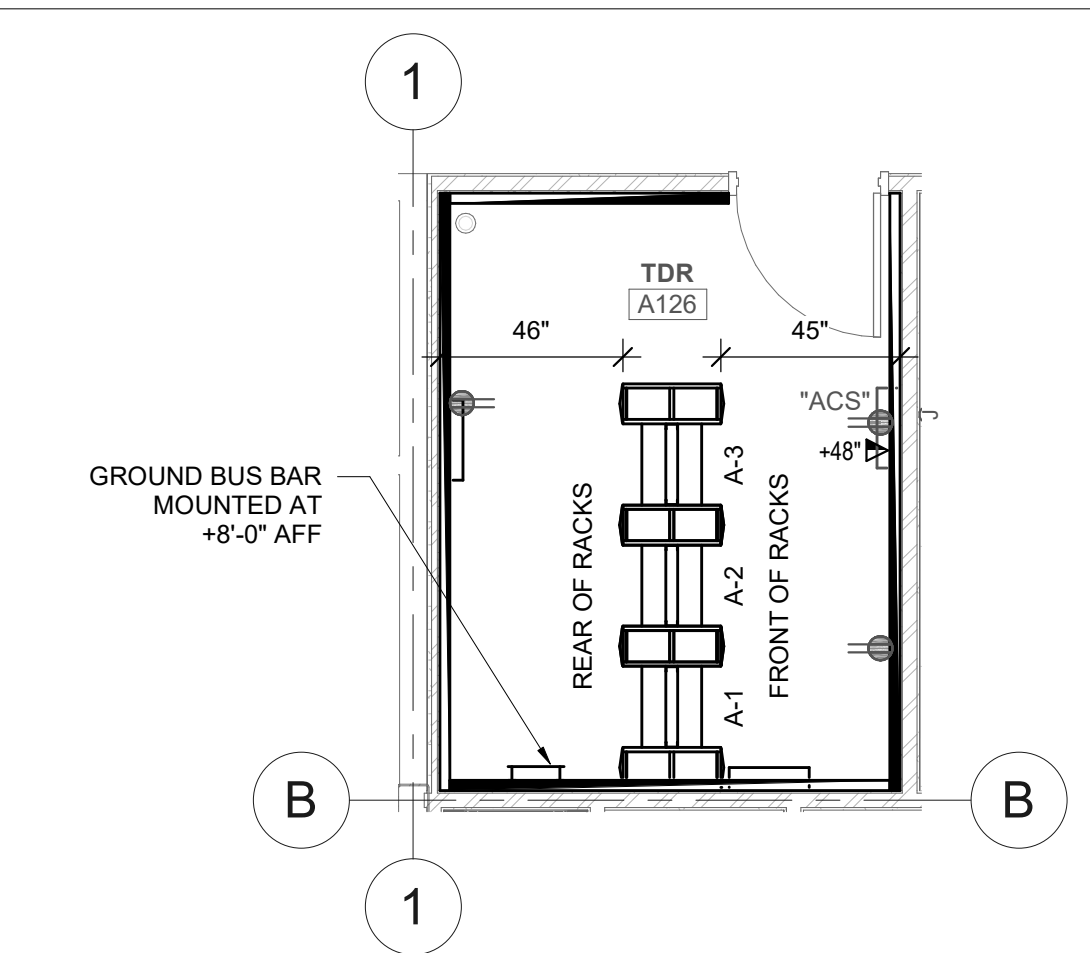 1
TDR
A126
46"
45"
"ACS"
+48"
GROUND BUS BAR
MOUNTED AT
+8'-0" AFF
REAR OF RACKS
A-3
A-2
A-1
FRONT OF RACKS
B
B
1